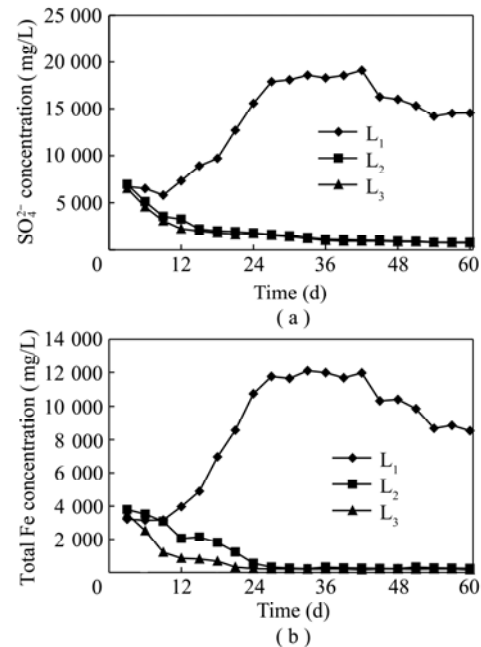 ( a )
25 000
20 000
15 000
10 000
5 000
0
SO₄²⁻ concentration ( mg/L )
L₁
L₂
L₃
12 24 36 48 60
Time (d)
( a )
14 000
12 000
10 000
8 000
6 000
4 000
2 000
0
Total Fe concentration ( mg/L )
L₁
L₂
L₃
12 24 36 48 60
Time (d)
( b )